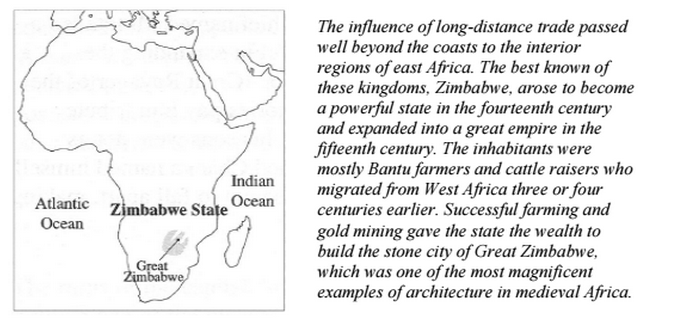 Atlantic
Ocean
Zimbabwe State
Indian
Ocean
Great
Zimbabwe
The influence of long-distance trade passed
well beyond the coasts to the interior
regions of east Africa. The best known of
these kingdoms, Zimbabwe, arose to become
a powerful state in the fourteenth century
and expanded into a great empire in the
fifteenth century. The inhabitants were
mostly Bantu farmers and cattle raisers who
migrated from West Africa three or four
centuries earlier. Successful farming and
gold mining gave the state the wealth to
build the stone city of Great Zimbabwe,
which was one of the most magnificent
examples of architecture in medieval Africa.